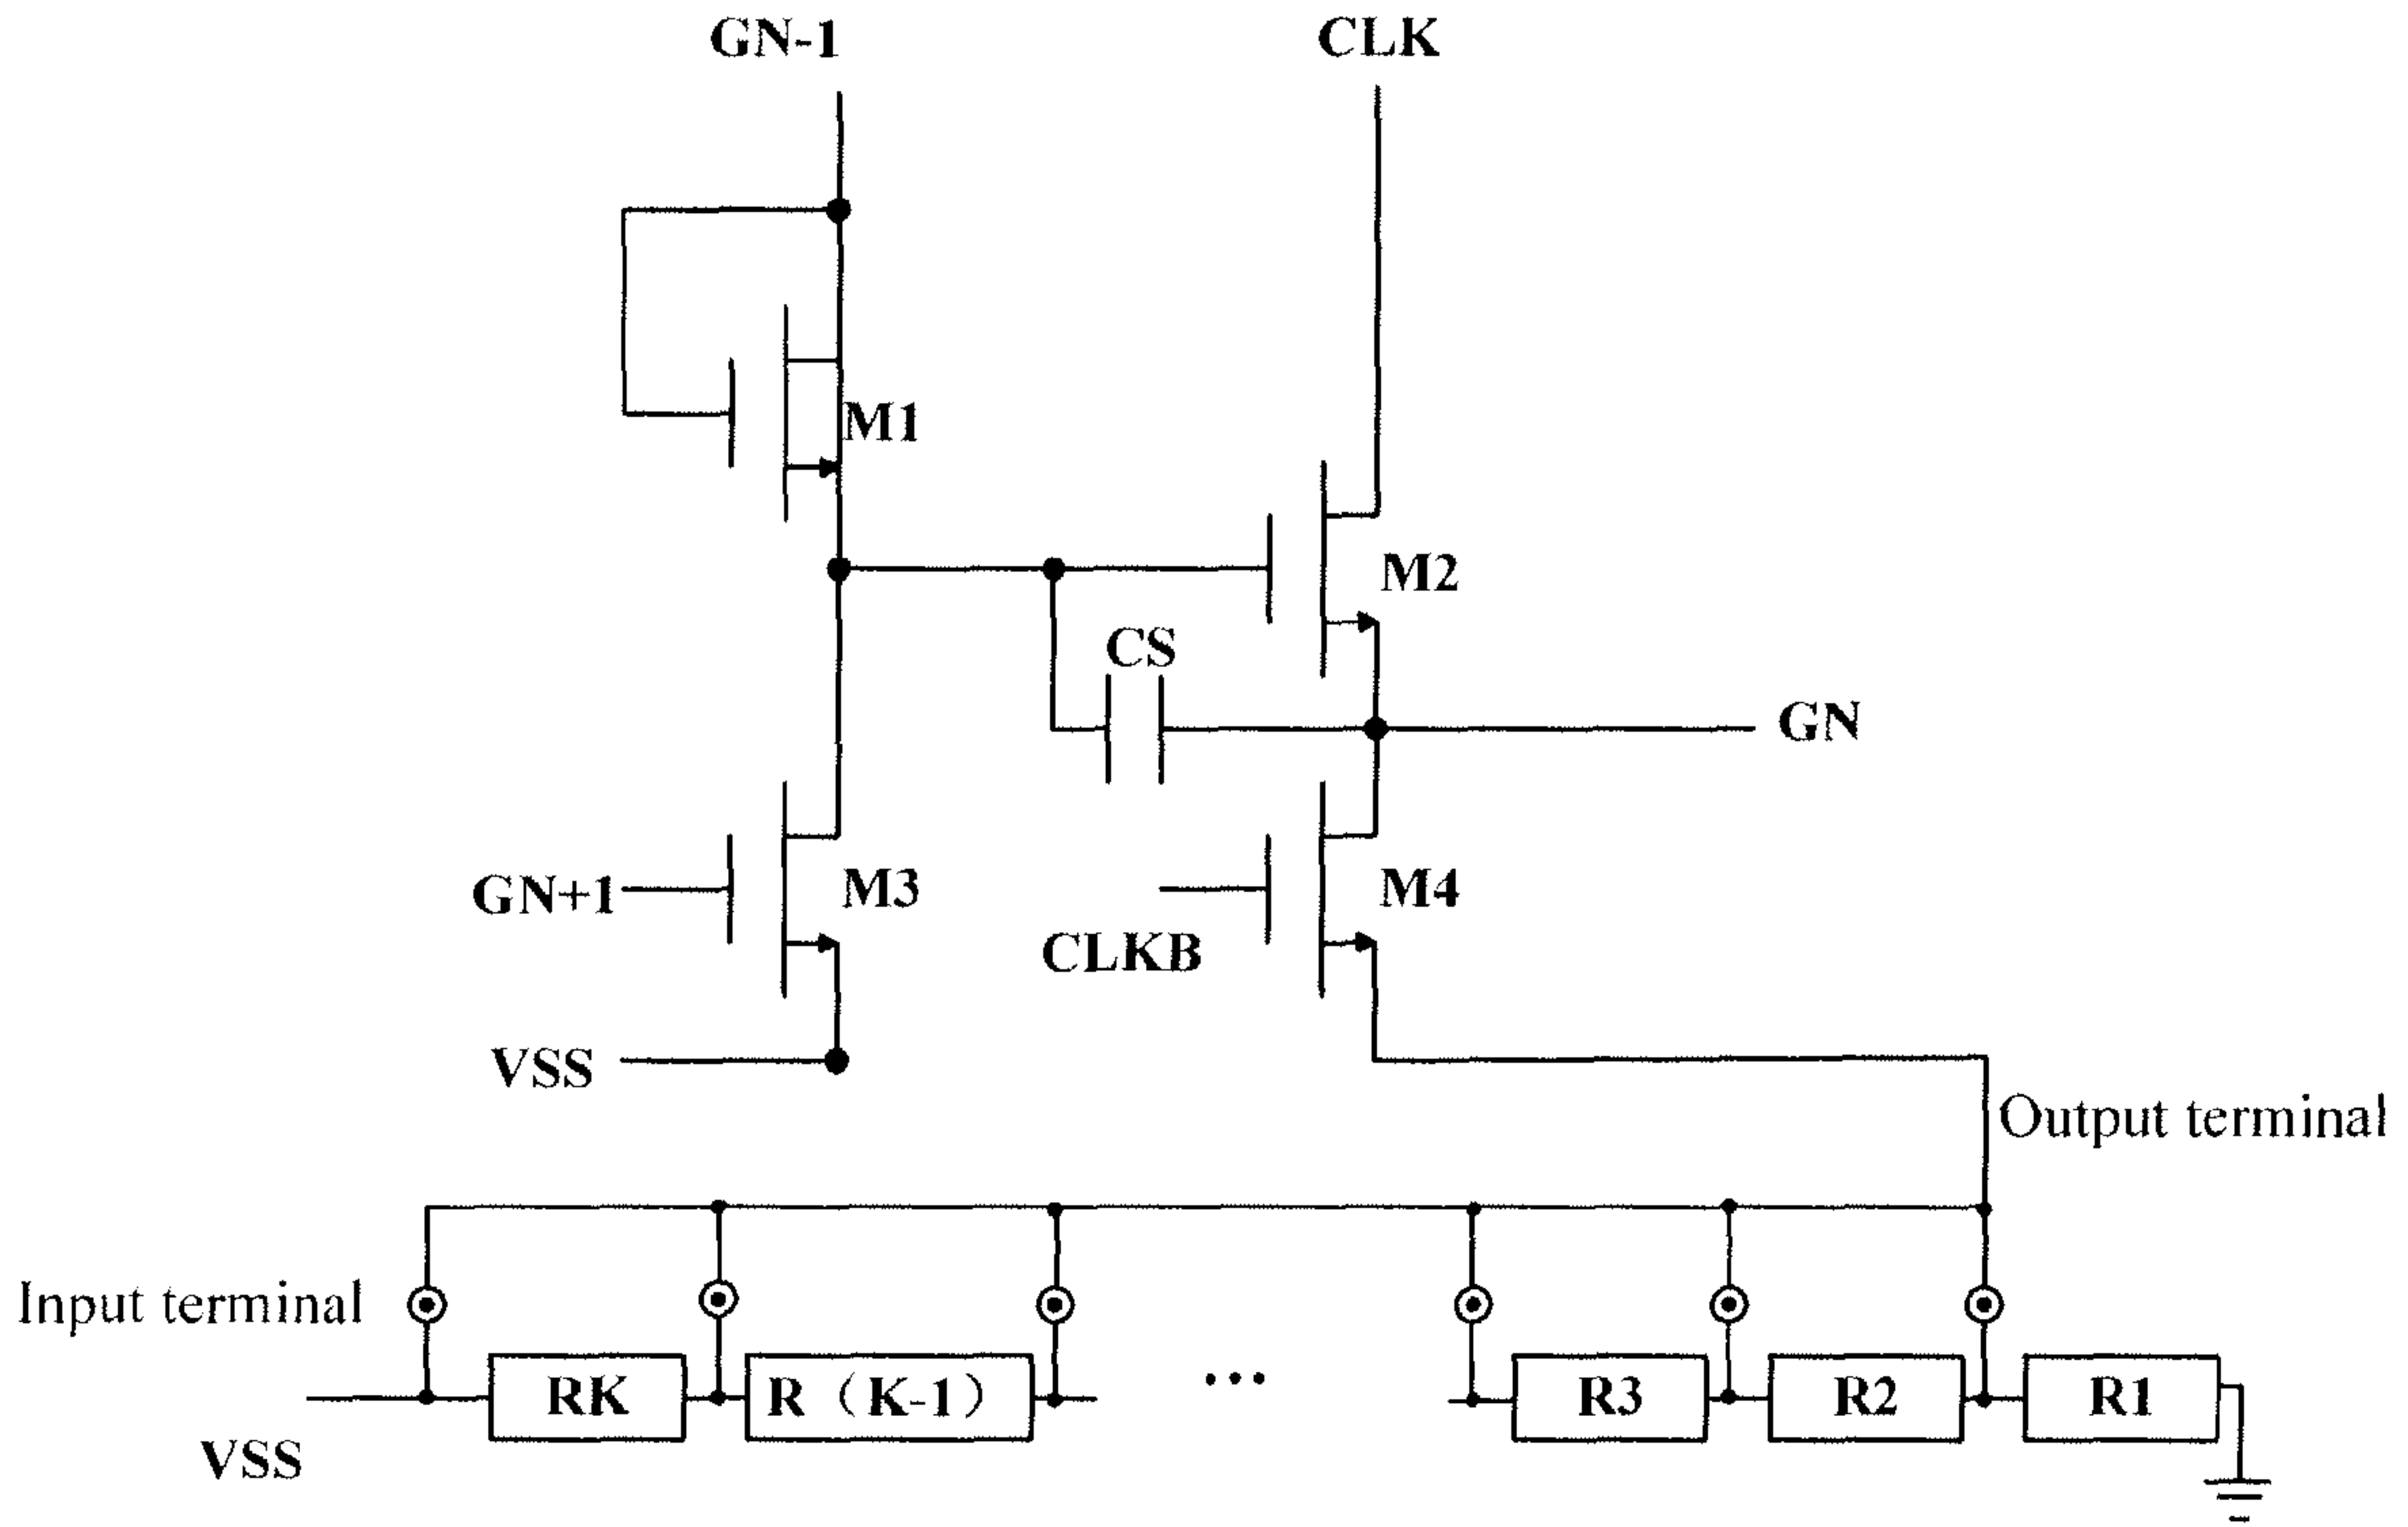 GN-1
CLK
M1
M2
CS
GN
GN+1
M3
M4
CLKB
VSS
Output terminal
Input terminal
RK
R（K-1）
...
R3
R2
R1
VSS